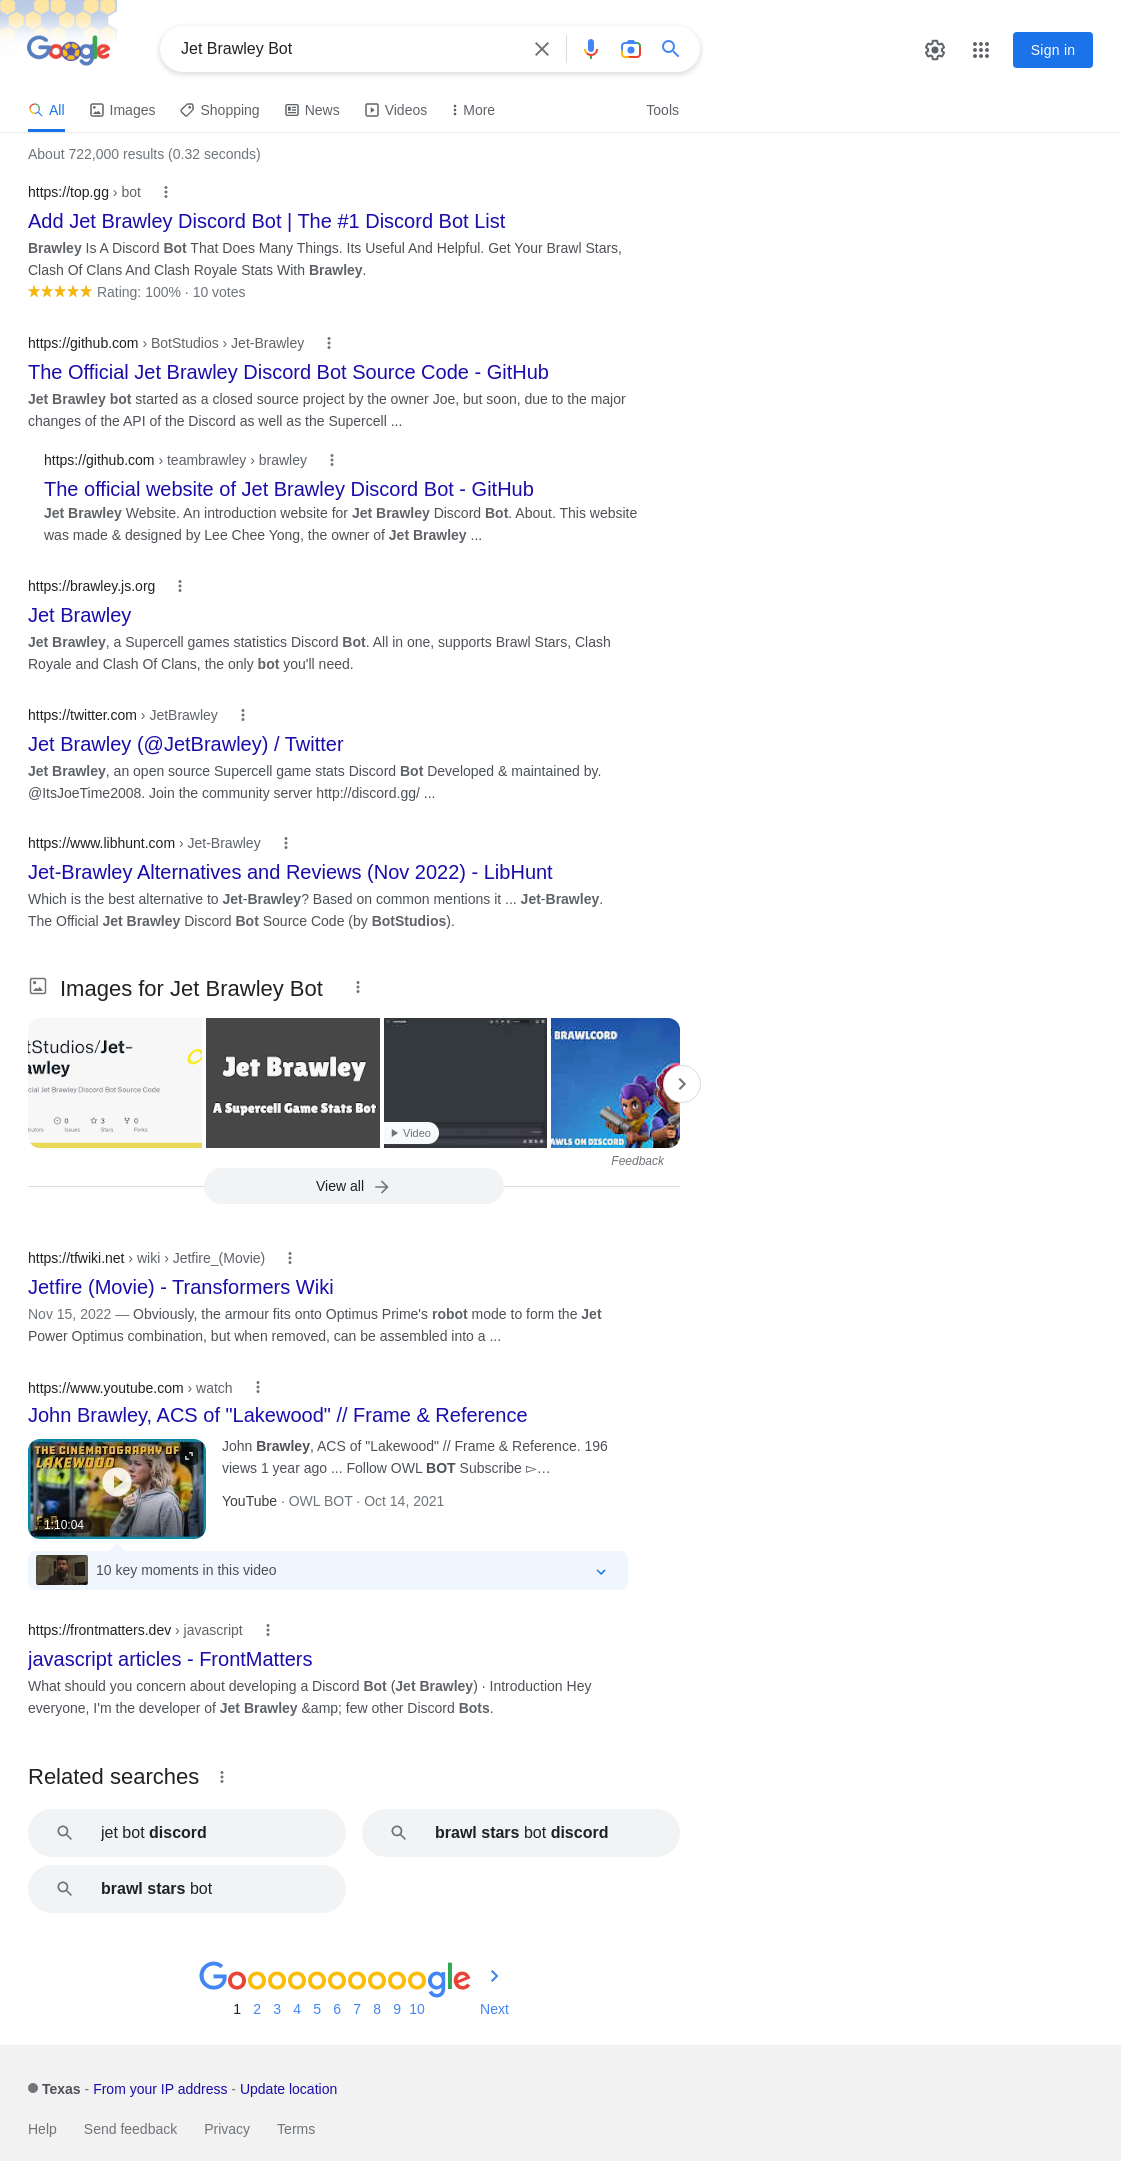 Google
Jet Brawley Bot
Sign in
All
Images
Shopping
News
Videos
More
Tools
About 722,000 results (0.32 seconds)
https://top.gg › bot
Add Jet Brawley Discord Bot | The #1 Discord Bot List
Brawley Is A Discord Bot That Does Many Things. Its Useful And Helpful. Get Your Brawl Stars,
Clash Of Clans And Clash Royale Stats With Brawley.
Rating: 100% · 10 votes
https://github.com › BotStudios › Jet-Brawley
The Official Jet Brawley Discord Bot Source Code - GitHub
Jet Brawley bot started as a closed source project by the owner Joe, but soon, due to the major
changes of the API of the Discord as well as the Supercell ...
https://github.com › teambrawley › brawley
The official website of Jet Brawley Discord Bot - GitHub
Jet Brawley Website. An introduction website for Jet Brawley Discord Bot. About. This website
was made & designed by Lee Chee Yong, the owner of Jet Brawley ...
https://brawley.js.org
Jet Brawley
Jet Brawley, a Supercell games statistics Discord Bot. All in one, supports Brawl Stars, Clash
Royale and Clash Of Clans, the only bot you'll need.
https://twitter.com › JetBrawley
Jet Brawley (@JetBrawley) / Twitter
Jet Brawley, an open source Supercell game stats Discord Bot Developed & maintained by.
@ItsJoeTime2008. Join the community server http://discord.gg/ ...
https://www.libhunt.com › Jet-Brawley
Jet-Brawley Alternatives and Reviews (Nov 2022) - LibHunt
Which is the best alternative to Jet-Brawley? Based on common mentions it ... Jet-Brawley.
The Official Jet Brawley Discord Bot Source Code (by BotStudios).
Images for Jet Brawley Bot
tStudios/Jet-
awley
cial Jet Brawley Discord Bot Source Code
0
3
0
Issues
Stars
Forks
Jet Brawley
A Supercell Game Stats Bot
Video
BRAWLCORD
AWLS ON DISCORD
Feedback
View all
https://tfwiki.net › wiki › Jetfire_(Movie)
Jetfire (Movie) - Transformers Wiki
Nov 15, 2022 — Obviously, the armour fits onto Optimus Prime's robot mode to form the Jet
Power Optimus combination, but when removed, can be assembled into a ...
https://www.youtube.com › watch
John Brawley, ACS of "Lakewood" // Frame & Reference
THE CINEMATOGRAPHY OF
LAKEWOOD
1:10:04
John Brawley, ACS of "Lakewood" // Frame & Reference. 196
views 1 year ago ... Follow OWL BOT Subscribe ▻…
YouTube · OWL BOT · Oct 14, 2021
10 key moments in this video
https://frontmatters.dev › javascript
javascript articles - FrontMatters
What should you concern about developing a Discord Bot (Jet Brawley) · Introduction Hey
everyone, I'm the developer of Jet Brawley &amp; few other Discord Bots.
Related searches
jet bot discord
brawl stars bot discord
brawl stars bot
Goooooooooogle
1 2 3 4 5 6 7 8 9 10 Next
Texas - From your IP address - Update location
Help Send feedback Privacy Terms